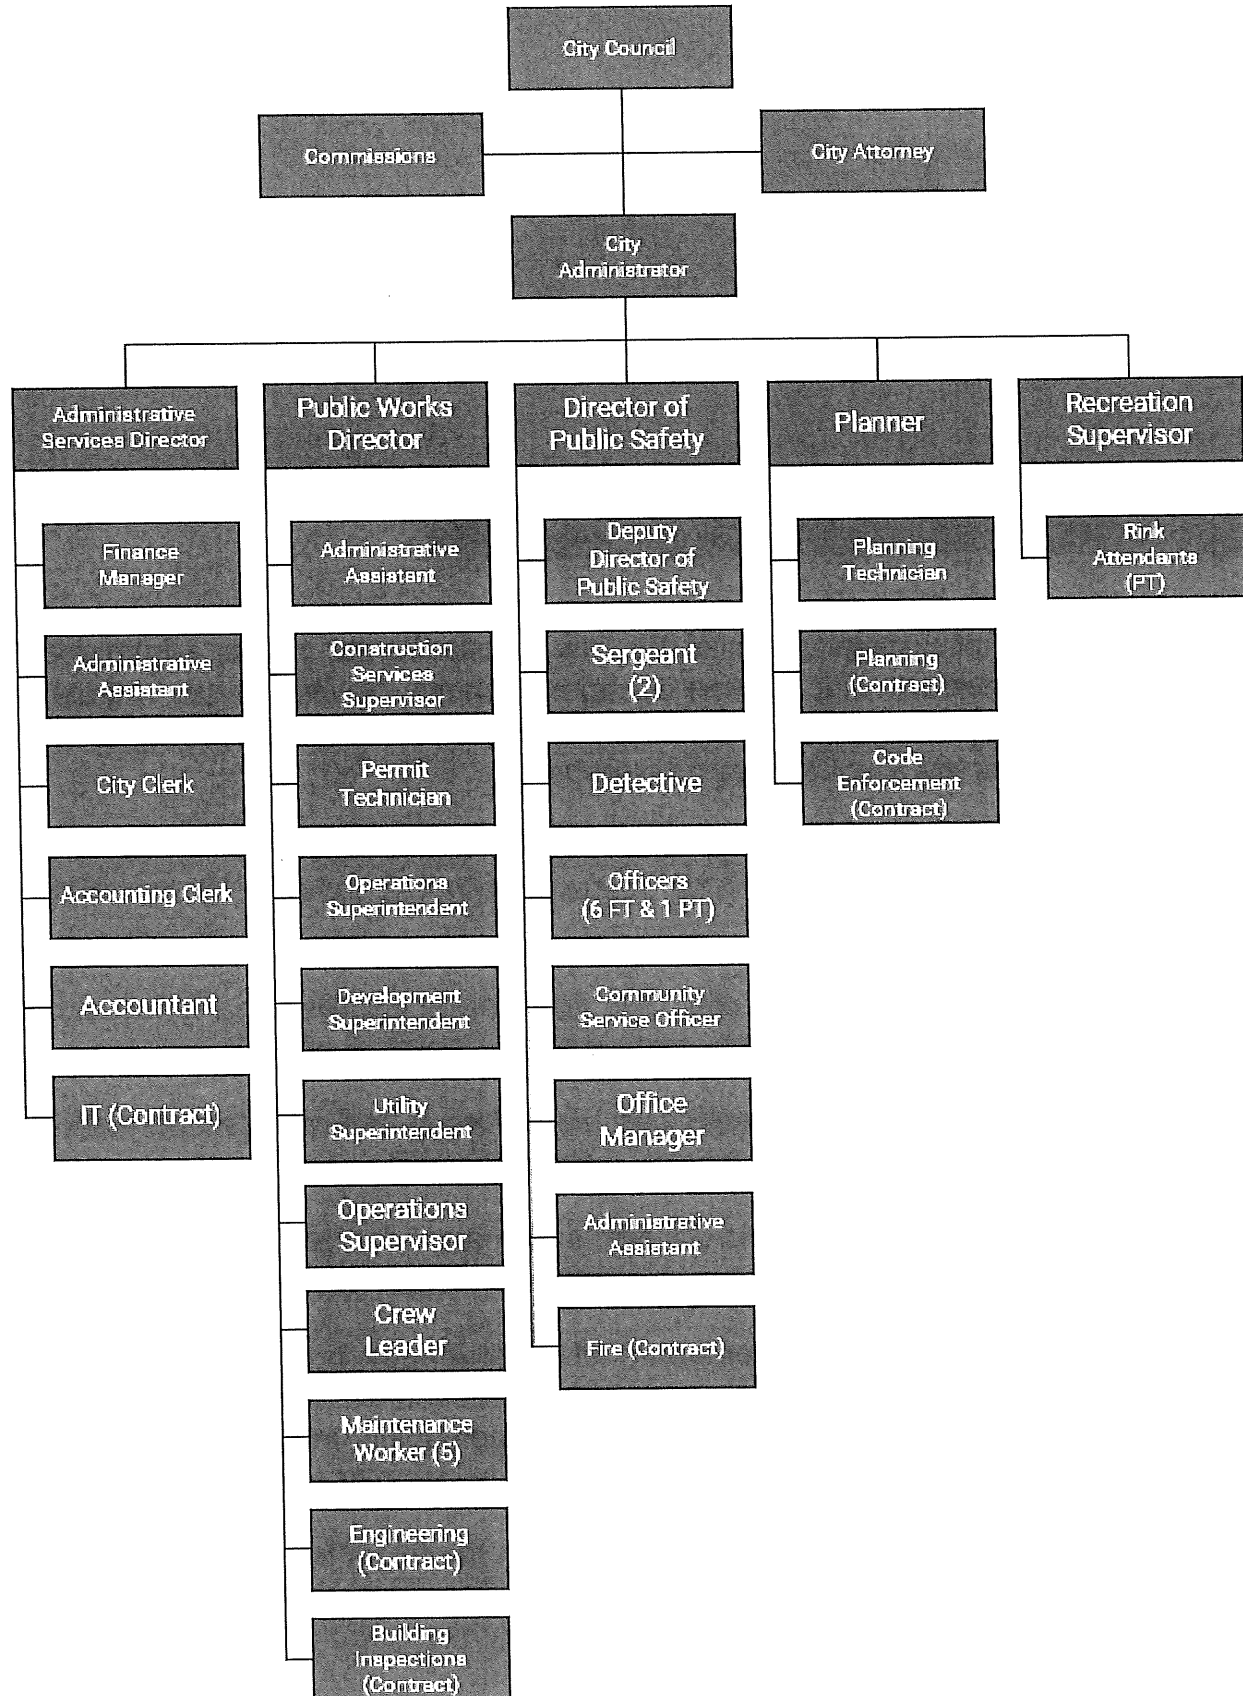 City Council
Commissions
City Attorney
City
Administrator
Administrative
Services Director
Public Works
Director
Director of
Public Safety
Planner
Recreation
Supervisor
Finance
Manager
Administrative
Assistant
City Clerk
Accounting Clerk
Accountant
IT (Contract)
Administrative
Assistant
Construction
Services
Supervisor
Permit
Technician
Operations
Superintendent
Development
Superintendent
Utility
Superintendent
Operations
Supervisor
Crew
Leader
Maintenance
Worker (5)
Engineering
(Contract)
Building
Inspections
(Contract)
Deputy
Director of
Public Safety
Sergeant
(2)
Detective
Officers
(6 FT & 1 PT)
Community
Service Officer
Office
Manager
Administrative
Assistant
Fire (Contract)
Planning
Technician
Planning
(Contract)
Code
Enforcement
(Contract)
Rink
Attendants
(PT)